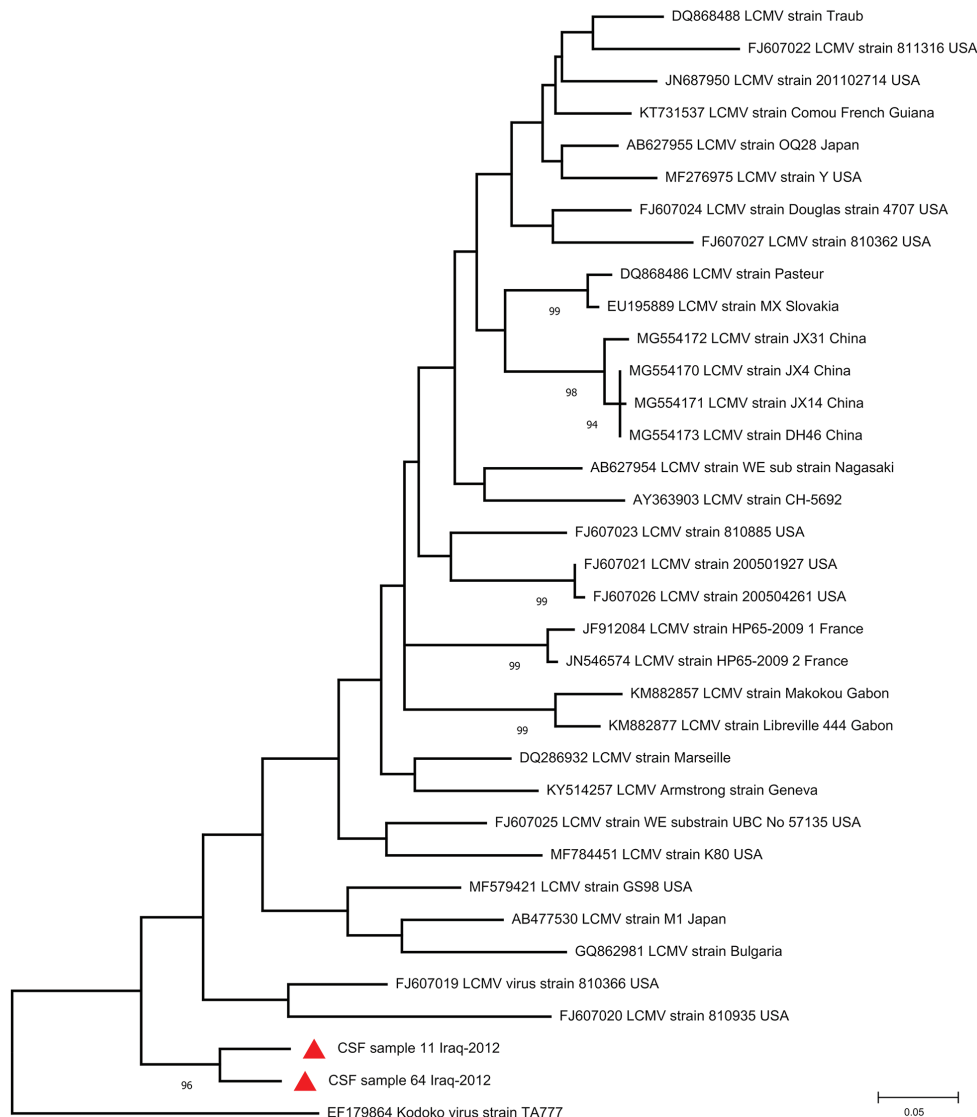 DQ868488 LCMV strain Traub
FJ607022 LCMV strain 811316 USA
JN687950 LCMV strain 201102714 USA
KT731537 LCMV strain Comou French Guiana
AB627955 LCMV strain OQ28 Japan
MF276975 LCMV strain Y USA
FJ607024 LCMV strain Douglas strain 4707 USA
FJ607027 LCMV strain 810362 USA
DQ868486 LCMV strain Pasteur
EU195889 LCMV strain MX Slovakia
99
MG554172 LCMV strain JX31 China
MG554170 LCMV strain JX4 China
98
MG554171 LCMV strain JX14 China
94
MG554173 LCMV strain DH46 China
AB627954 LCMV strain WE sub strain Nagasaki
AY363903 LCMV strain CH-5692
FJ607023 LCMV strain 810885 USA
FJ607021 LCMV strain 200501927 USA
FJ607026 LCMV strain 200504261 USA
99
JF912084 LCMV strain HP65-2009 1 France
JN546574 LCMV strain HP65-2009 2 France
99
KM882857 LCMV strain Makokou Gabon
KM882877 LCMV strain Libreville 444 Gabon
99
DQ286932 LCMV strain Marseille
KY514257 LCMV Armstrong strain Geneva
FJ607025 LCMV strain WE substrain UBC No 57135 USA
MF784451 LCMV strain K80 USA
MF579421 LCMV strain GS98 USA
AB477530 LCMV strain M1 Japan
GQ862981 LCMV strain Bulgaria
FJ607019 LCMV virus strain 810366 USA
FJ607020 LCMV strain 810935 USA
CSF sample 11 Iraq-2012
CSF sample 64 Iraq-2012
96
EF179864 Kodoko virus strain TA777
0.05